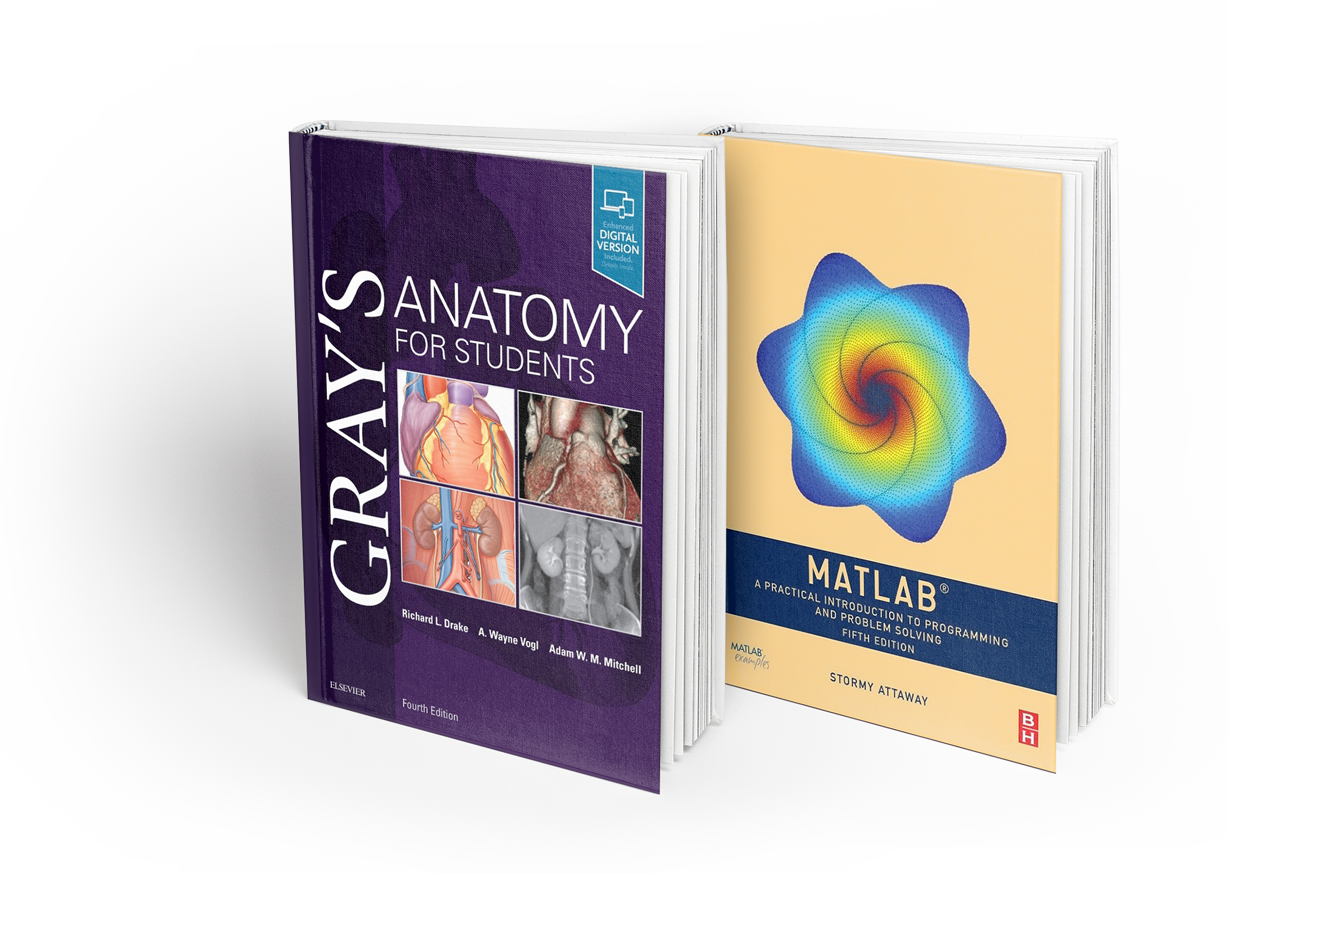 GRAY'S
ANATOMY
FOR STUDENTS
Enhanced
DIGITAL
VERSION
Included.
Richard L. Drake A. Wayne Vogl Adam W. M. Mitchell
ELSEVIER
Fourth Edition
MATLAB®
A PRACTICAL INTRODUCTION TO PROGRAMMING
AND PROBLEM SOLVING
FIFTH EDITION
MATLAB®
examples
STORMY ATTAWAY
B
H